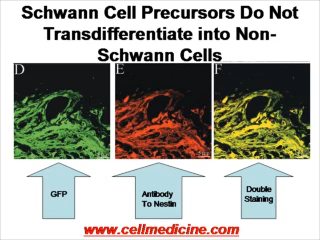 Schwann Cell Precursors Do Not
Transdifferentiate into Non-
Schwann Cells
D
E
F
GFP
Antibody
To Nestin
Double
Staining
www.cellmedicine.com